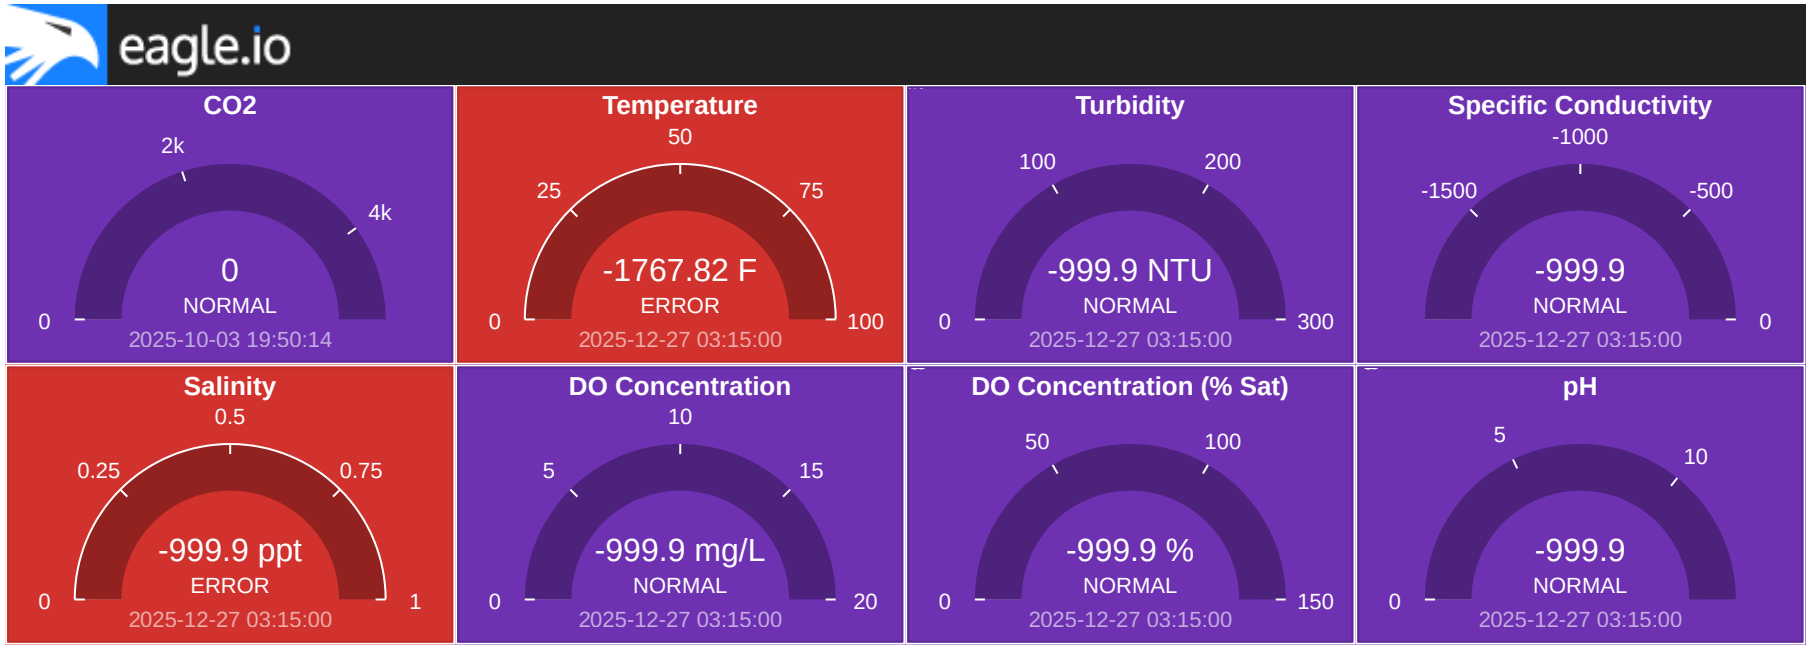 eagle.io
CO2
2k
4k
0
NORMAL
0
2025-10-03 19:50:14
Temperature
50
25
75
-1767.82 F
ERROR
0
100
2025-12-27 03:15:00
Turbidity
100
200
-999.9 NTU
NORMAL
0
300
2025-12-27 03:15:00
Specific Conductivity
-1000
-1500
-500
-999.9
NORMAL
0
2025-12-27 03:15:00
Salinity
0.5
0.25
0.75
-999.9 ppt
ERROR
0
1
2025-12-27 03:15:00
DO Concentration
10
5
15
-999.9 mg/L
NORMAL
0
20
2025-12-27 03:15:00
DO Concentration (% Sat)
50
100
-999.9 %
NORMAL
0
150
2025-12-27 03:15:00
pH
5
10
-999.9
NORMAL
0
2025-12-27 03:15:00